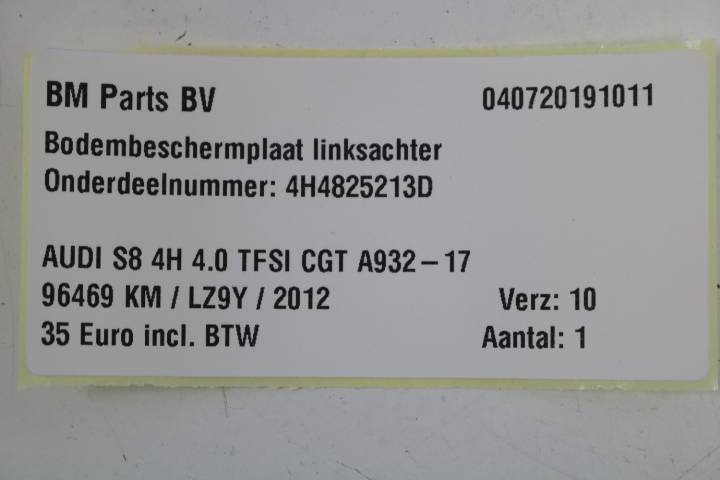 BM Parts BV 040720191011
Bodembeschermplaat linksachter
Onderdeelnummer: 4H4825213D
AUDI S8 4H 4.0 TFSI CGT A932-17
96469 KM / LZ9Y / 2012 Verz: 10
35 Euro incl. BTW Aantal: 1